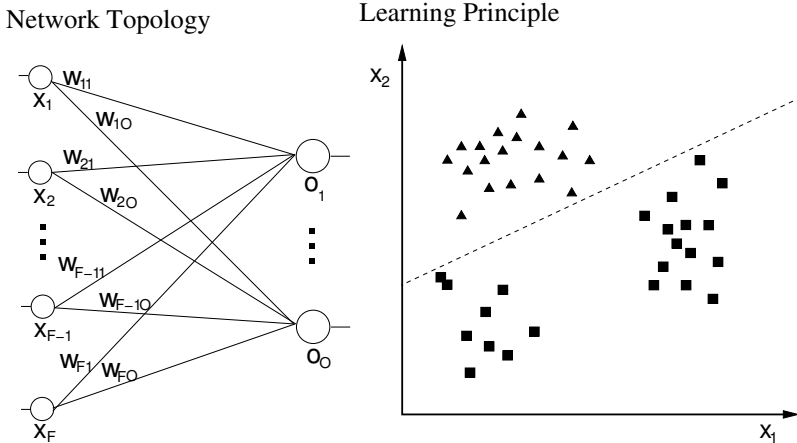 Network Topology
Learning Principle
W11
X1
W1O
W21
X2
W2O
O1
WF−11
WF−1O
XF−1
WF1
WFO
OO
XF
X2
X1